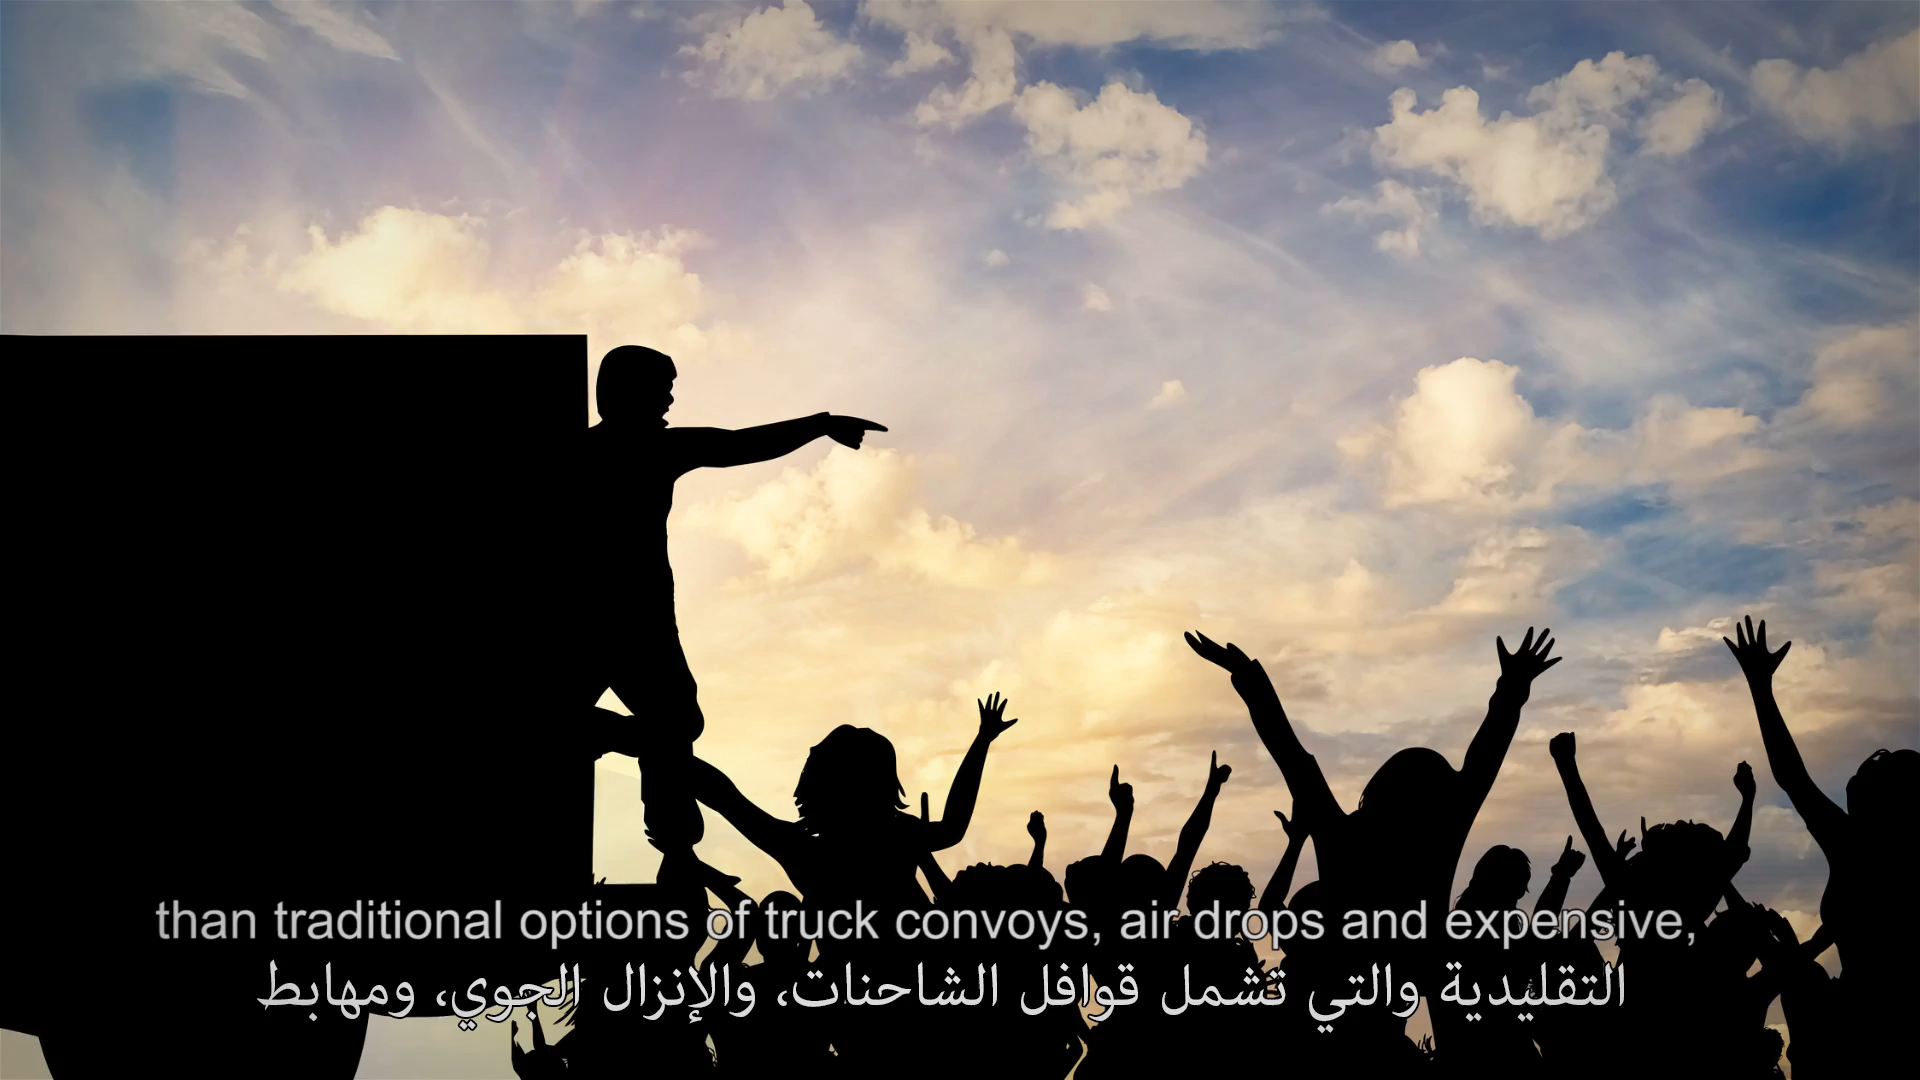 than traditional options of truck convoys, air drops and expensive,
التقليدية والتي تشمل قوافل الشاحنات، والإنزال الجوي، ومهابط